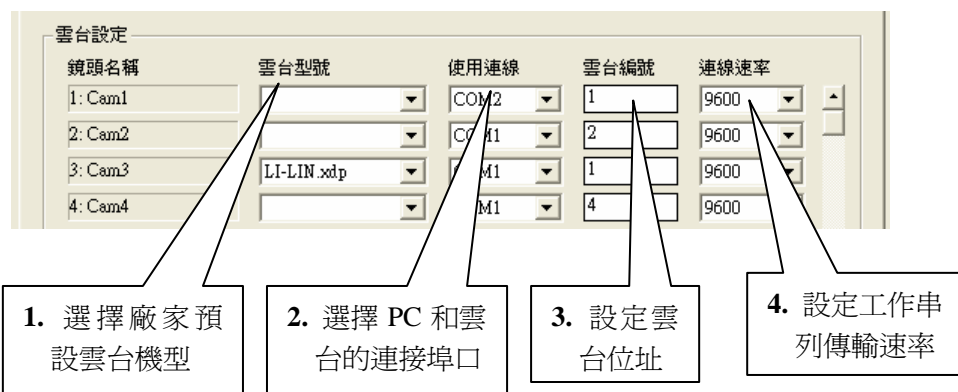 雲台設定
鏡頭名稱 雲台型號 使用連線 雲台編號 連線速率
1: Cam1 COM2 1 9600
2: Cam2 COM1 2 9600
3: Cam3 LI-LIN.xdp COM1 1 9600
4: Cam4 COM1 4 9600
1. 選擇廠家預
設雲台機型
2. 選擇 PC 和雲
台的連接埠口
3. 設定雲
台位址
4. 設定工作串
列傳輸速率